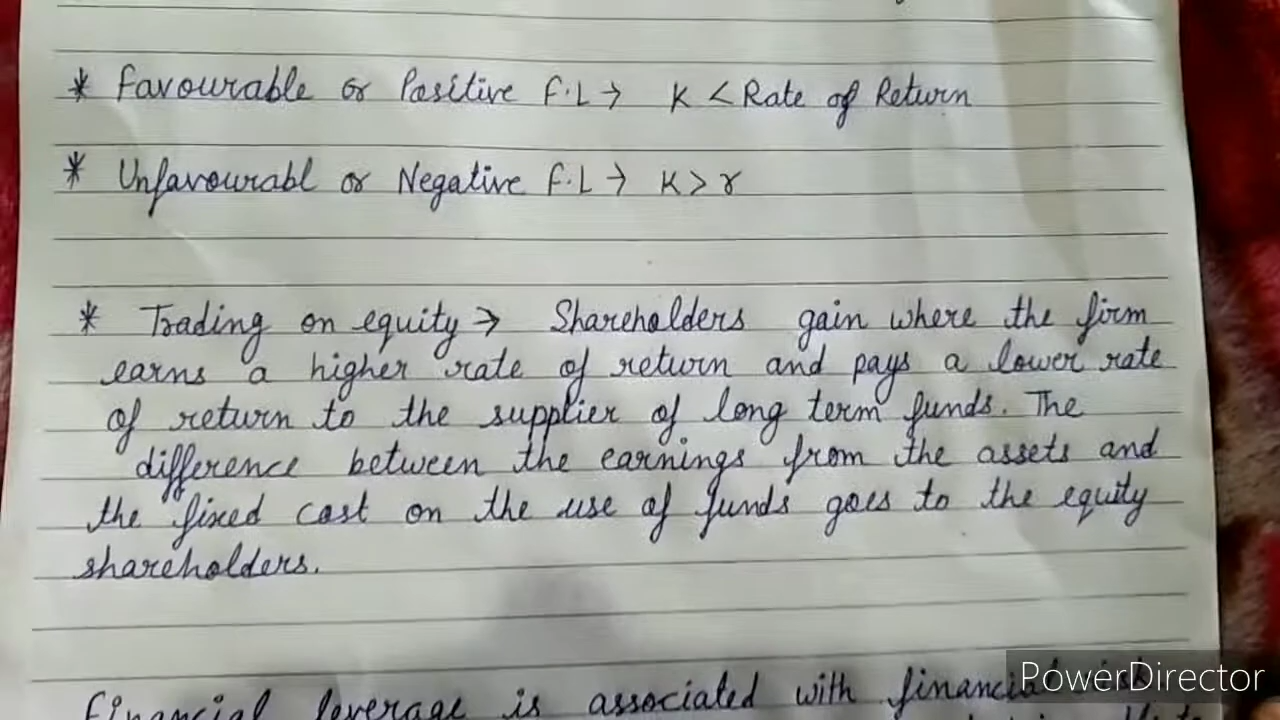 * Favourable or Positive F.L → K < Rate of Return
* Unfavourabl or Negative F.L → K > r
* Trading on equity → Shareholders gain where the firm
earns a higher rate of return and pays a lower rate
of return to the supplier of long term funds. The
difference between the earnings from the assets and
the fixed cost on the use of funds goes to the equity
shareholders.
Financial leverage is associated with financial risk
PowerDirector